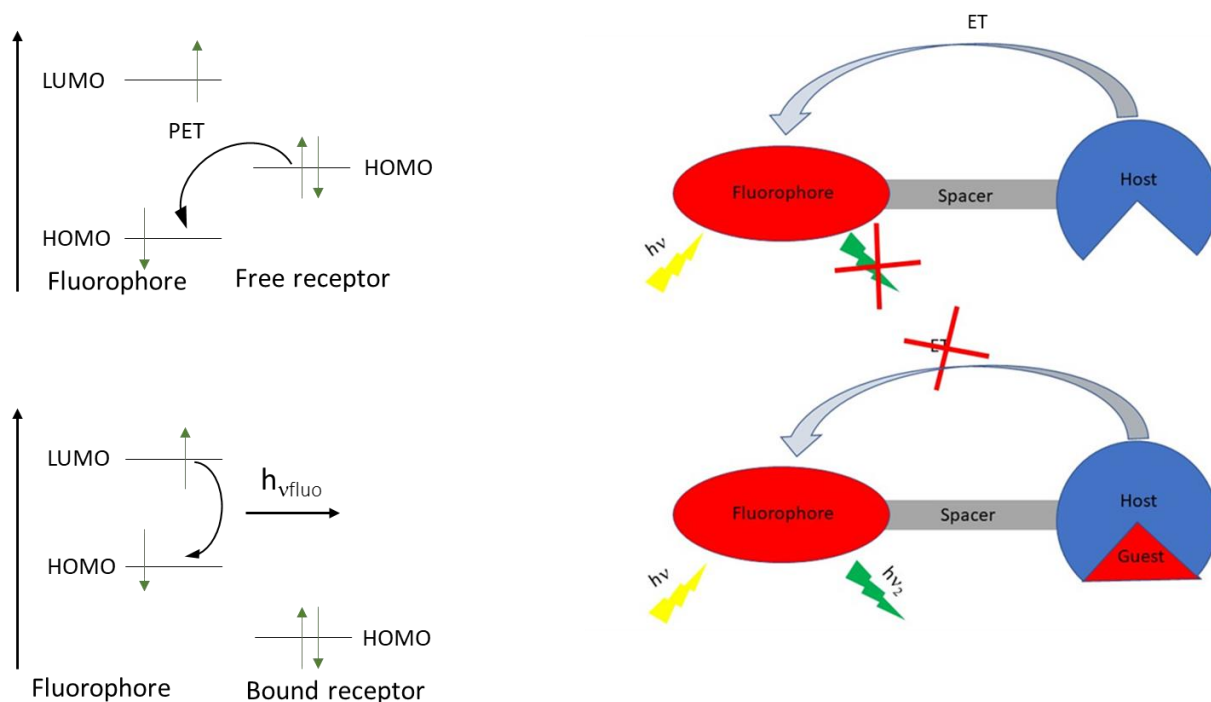 LUMO
PET
HOMO
HOMO
Fluorophore
Free receptor
ET
Fluorophore
Spacer
Host
hν
LUMO
hνfluo
HOMO
HOMO
Fluorophore
Bound receptor
ET
Fluorophore
Spacer
Host
Guest
hν
hν₂